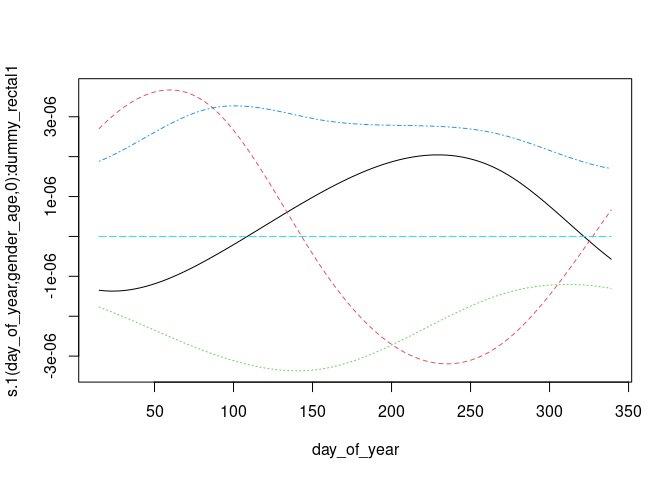 s.1(day_of_year,gender_age,0):dummy_rectal1
3e-06
1e-06
-1e-06
-3e-06
50 100 150 200 250 300 350
day_of_year